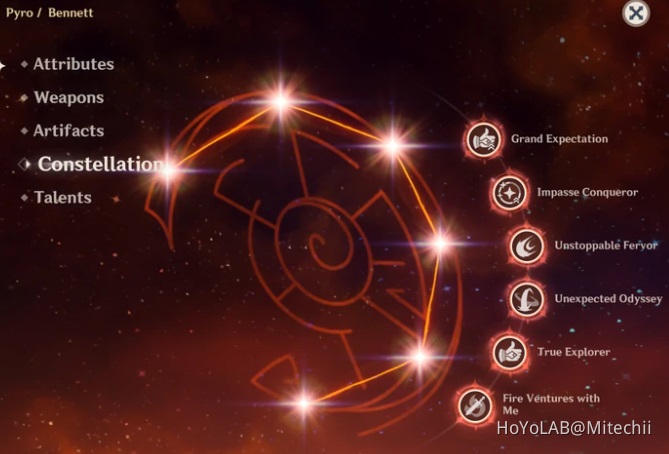 Pyro / Bennett
Attributes
Weapons
Artifacts
Constellation
Talents
Grand Expectation
Impasse Conqueror
Unstoppable Fervor
Unexpected Odyssey
True Explorer
Fire Ventures with
Me
HoYoLAB@Mitechii